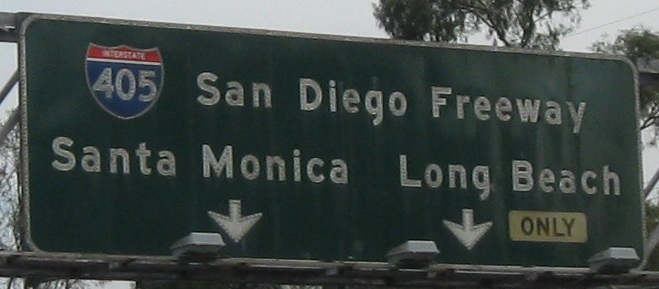 INTERSTATE
405 San Diego Freeway
Santa Monica Long Beach
ONLY